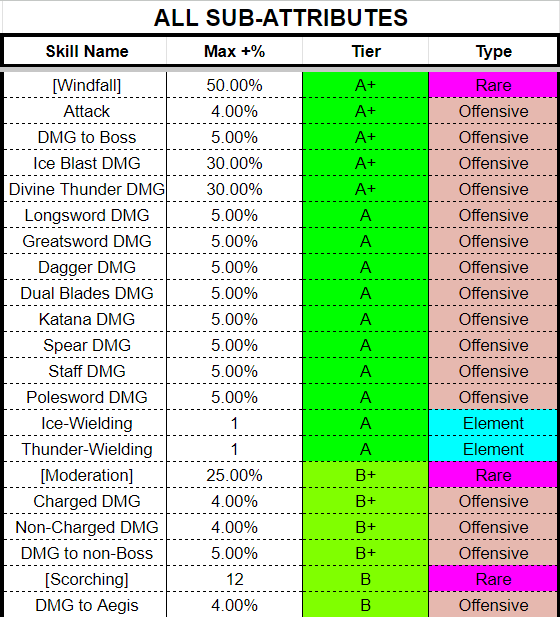 ALL SUB-ATTRIBUTES
Skill Name Max +% Tier Type
[Windfall] 50.00% A+ Rare
Attack 4.00% A+ Offensive
DMG to Boss 5.00% A+ Offensive
Ice Blast DMG 30.00% A+ Offensive
Divine Thunder DMG 30.00% A+ Offensive
Longsword DMG 5.00% A Offensive
Greatsword DMG 5.00% A Offensive
Dagger DMG 5.00% A Offensive
Dual Blades DMG 5.00% A Offensive
Katana DMG 5.00% A Offensive
Spear DMG 5.00% A Offensive
Staff DMG 5.00% A Offensive
Polesword DMG 5.00% A Offensive
Ice-Wielding 1 A Element
Thunder-Wielding 1 A Element
[Moderation] 25.00% B+ Rare
Charged DMG 4.00% B+ Offensive
Non-Charged DMG 4.00% B+ Offensive
DMG to non-Boss 5.00% B+ Offensive
[Scorching] 12 B Rare
DMG to Aegis 4.00% B Offensive